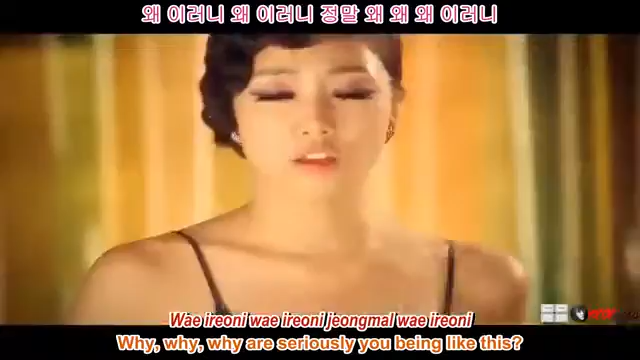 왜 이러니 왜 이러니 정말 왜 왜 왜 이러니
Wae ireoni wae ireoni jeongmal wae ireoni
Why, why, why are seriously you being like this?